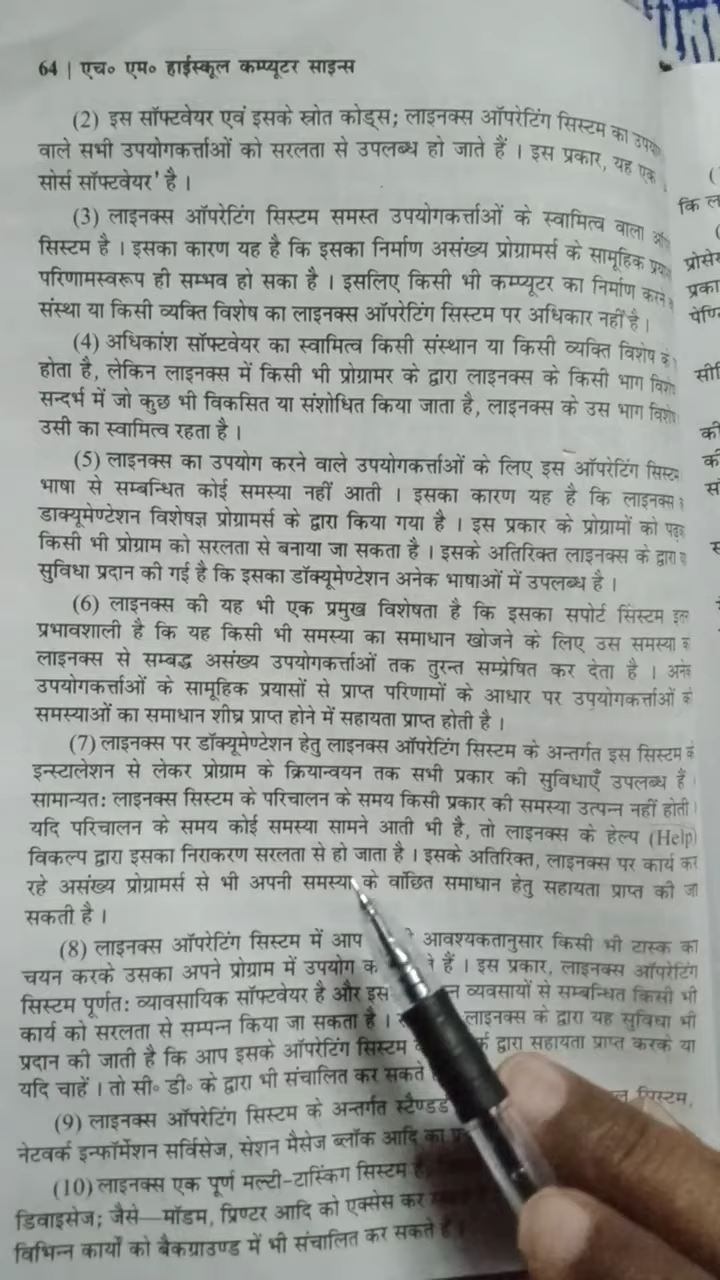 64 | एच॰ एम॰ हाईस्कूल कम्प्यूटर साइन्स
(2) इस सॉफ्टवेयर एवं इसके स्रोत कोड्स; लाइनक्स ऑपरेटिंग सिस्टम का
वाले सभी उपयोगकर्त्ताओं को सरलता से उपलब्ध हो जाते हैं । इस प्रकार, यह एक
सोर्स सॉफ्टवेयर' है ।
(3) लाइनक्स ऑपरेटिंग सिस्टम समस्त उपयोगकर्त्ताओं के स्वामित्व वाला
सिस्टम है । इसका कारण यह है कि इसका निर्माण असंख्य प्रोग्रामर्स के सामूहिक
परिणामस्वरूप ही सम्भव हो सका है । इसलिए किसी भी कम्प्यूटर का निर्माण करने
संस्था या किसी व्यक्ति विशेष का लाइनक्स ऑपरेटिंग सिस्टम पर अधिकार नहीं है ।
(4) अधिकांश सॉफ्टवेयर का स्वामित्व किसी संस्थान या किसी व्यक्ति विशेष
होता है, लेकिन लाइनक्स में किसी भी प्रोग्रामर के द्वारा लाइनक्स के किसी भाग
सन्दर्भ में जो कुछ भी विकसित या संशोधित किया जाता है, लाइनक्स के उस भाग
उसी का स्वामित्व रहता है ।
(5) लाइनक्स का उपयोग करने वाले उपयोगकर्त्ताओं के लिए इस ऑपरेटिंग
भाषा से सम्बन्धित कोई समस्या नहीं आती । इसका कारण यह है कि लाइनक्स
डाक्यूमेण्टेशन विशेषज्ञ प्रोग्रामर्स के द्वारा किया गया है । इस प्रकार के प्रोग्रामों को
किसी भी प्रोग्राम को सरलता से बनाया जा सकता है । इसके अतिरिक्त लाइनक्स के द्वारा
सुविधा प्रदान की गई है कि इसका डॉक्यूमेण्टेशन अनेक भाषाओं में उपलब्ध है ।
(6) लाइनक्स की यह भी एक प्रमुख विशेषता है कि इसका सपोर्ट सिस्टम
प्रभावशाली है कि यह किसी भी समस्या का समाधान खोजने के लिए उस समस्या
लाइनक्स से सम्बद्ध असंख्य उपयोगकर्त्ताओं तक तुरन्त सम्प्रेषित कर देता है ।
उपयोगकर्त्ताओं के सामूहिक प्रयासों से प्राप्त परिणामों के आधार पर उपयोगकर्त्ताओं
समस्याओं का समाधान शीघ्र प्राप्त होने में सहायता प्राप्त होती है ।
(7) लाइनक्स पर डॉक्यूमेण्टेशन हेतु लाइनक्स ऑपरेटिंग सिस्टम के अन्तर्गत इस सिस्टम के
इन्स्टालेशन से लेकर प्रोग्राम के क्रियान्वयन तक सभी प्रकार की सुविधाएँ उपलब्ध हैं
सामान्यतः लाइनक्स सिस्टम के परिचालन के समय किसी प्रकार की समस्या उत्पन्न नहीं होती
यदि परिचालन के समय कोई समस्या सामने आती भी है, तो लाइनक्स के हेल्प (Help)
विकल्प द्वारा इसका निराकरण सरलता से हो जाता है । इसके अतिरिक्त, लाइनक्स पर कार्य कर
रहे असंख्य प्रोग्रामर्स से भी अपनी समस्या के वांछित समाधान हेतु सहायता प्राप्त की जा
सकती है ।
(8) लाइनक्स ऑपरेटिंग सिस्टम में आप आवश्यकतानुसार किसी भी टास्क का
चयन करके उसका अपने प्रोग्राम में उपयोग हैं । इस प्रकार, लाइनक्स ऑपरेटिंग
सिस्टम पूर्णतः व्यावसायिक सॉफ्टवेयर है और इस व्यवसायों से सम्बन्धित किसी भी
कार्य को सरलता से सम्पन्न किया जा सकता है । लाइनक्स के द्वारा यह सुविधा भी
प्रदान की जाती है कि आप इसके ऑपरेटिंग सिस्टम द्वारा सहायता प्राप्त करके या
यदि चाहें । तो सी॰ डी॰ के द्वारा भी संचालित कर सकते
(9) लाइनक्स ऑपरेटिंग सिस्टम के अन्तर्गत स्टैण्डर्ड सिस्टम,
नेटवर्क इन्फॉर्मेशन सर्विसेज, सेशन मैसेज ब्लॉक आदि का
(10) लाइनक्स एक पूर्ण मल्टी-टास्किंग सिस्टम है
डिवाइसेज; जैसे—मॉडम, प्रिण्टर आदि को एक्सेस कर
विभिन्न कार्यों को बैकग्राउण्ड में भी संचालित कर सकते हैं ।